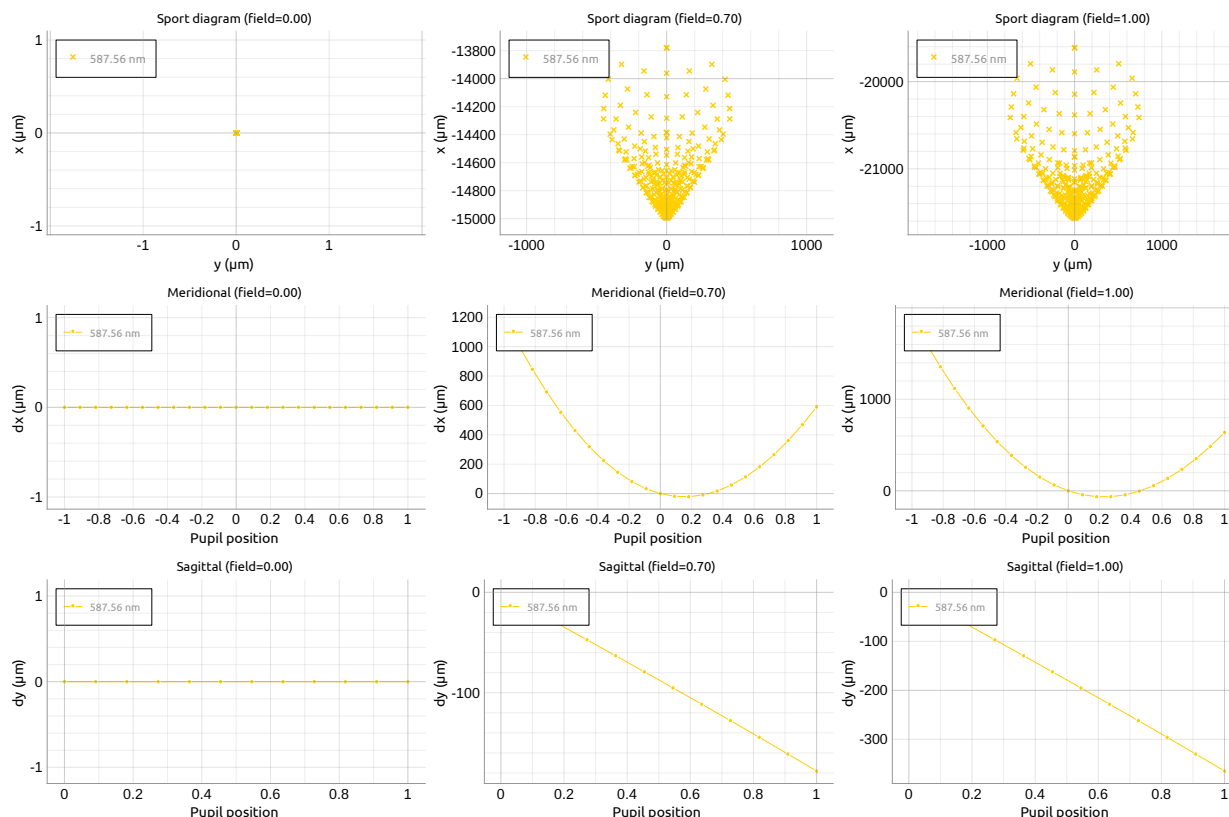 Sport diagram (field=0.00)
587.56 nm
1
0
-1
x (µm)
-1 0 1
y (µm)
Sport diagram (field=0.70)
587.56 nm
-13800
-14000
-14200
-14400
-14600
-14800
-15000
x (µm)
-1000 0 1000
y (µm)
Sport diagram (field=1.00)
587.56 nm
-20000
-21000
x (µm)
-1000 0 1000
y (µm)
Meridional (field=0.00)
587.56 nm
1
0
-1
dx (µm)
-1 -0.8 -0.6 -0.4 -0.2 0 0.2 0.4 0.6 0.8 1
Pupil position
Meridional (field=0.70)
587.56 nm
1200
1000
800
600
400
200
0
dx (µm)
-1 -0.8 -0.6 -0.4 -0.2 0 0.2 0.4 0.6 0.8 1
Pupil position
Meridional (field=1.00)
587.56 nm
1000
0
dx (µm)
-1 -0.8 -0.6 -0.4 -0.2 0 0.2 0.4 0.6 0.8 1
Pupil position
Sagittal (field=0.00)
587.56 nm
1
0
-1
dy (µm)
0 0.2 0.4 0.6 0.8 1
Pupil position
Sagittal (field=0.70)
587.56 nm
0
-100
dy (µm)
0 0.2 0.4 0.6 0.8 1
Pupil position
Sagittal (field=1.00)
587.56 nm
0
-100
-200
-300
dy (µm)
0 0.2 0.4 0.6 0.8 1
Pupil position